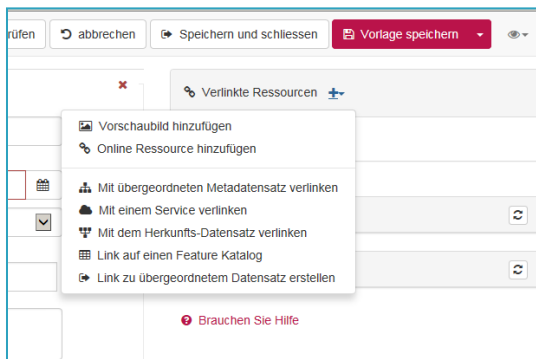 rüfen abbrechen Speichern und schliessen Vorlage speichern
Verlinkte Ressourcen
Vorschaubild hinzufügen
Online Ressource hinzufügen
Mit übergeordneten Metadatensatz verlinken
Mit einem Service verlinken
Mit dem Herkunfts-Datensatz verlinken
Link auf einen Feature Katalog
Link zu übergeordnetem Datensatz erstellen
Brauchen Sie Hilfe